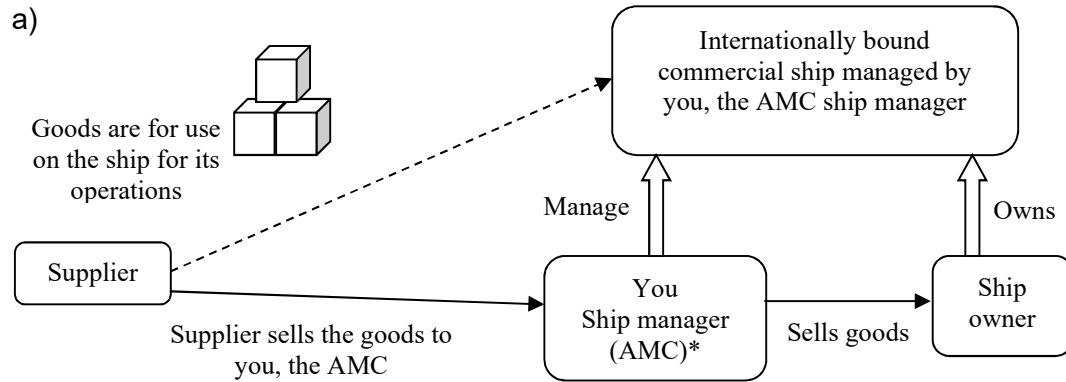 a)
Internationally bound
commercial ship managed by
you, the AMC ship manager
Goods are for use
on the ship for its
operations
Manage
Owns
Supplier
You
Ship manager
(AMC)*
Sells goods
Ship
owner
Supplier sells the goods to
you, the AMC